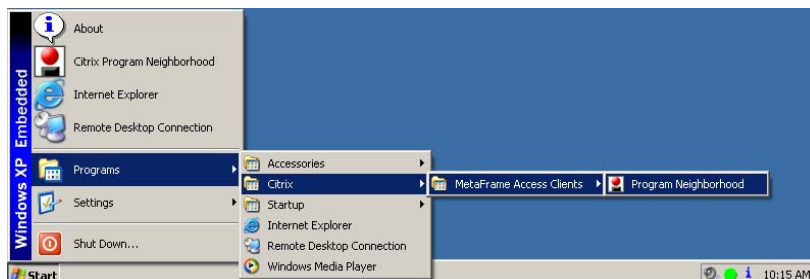 Windows XP Embedded
About
Citrix Program Neighborhood
Internet Explorer
Remote Desktop Connection
Programs
Settings
Shut Down...
Accessories
Citrix
Startup
Internet Explorer
Remote Desktop Connection
Windows Media Player
MetaFrame Access Clients
Program Neighborhood
Start
10:15 AM